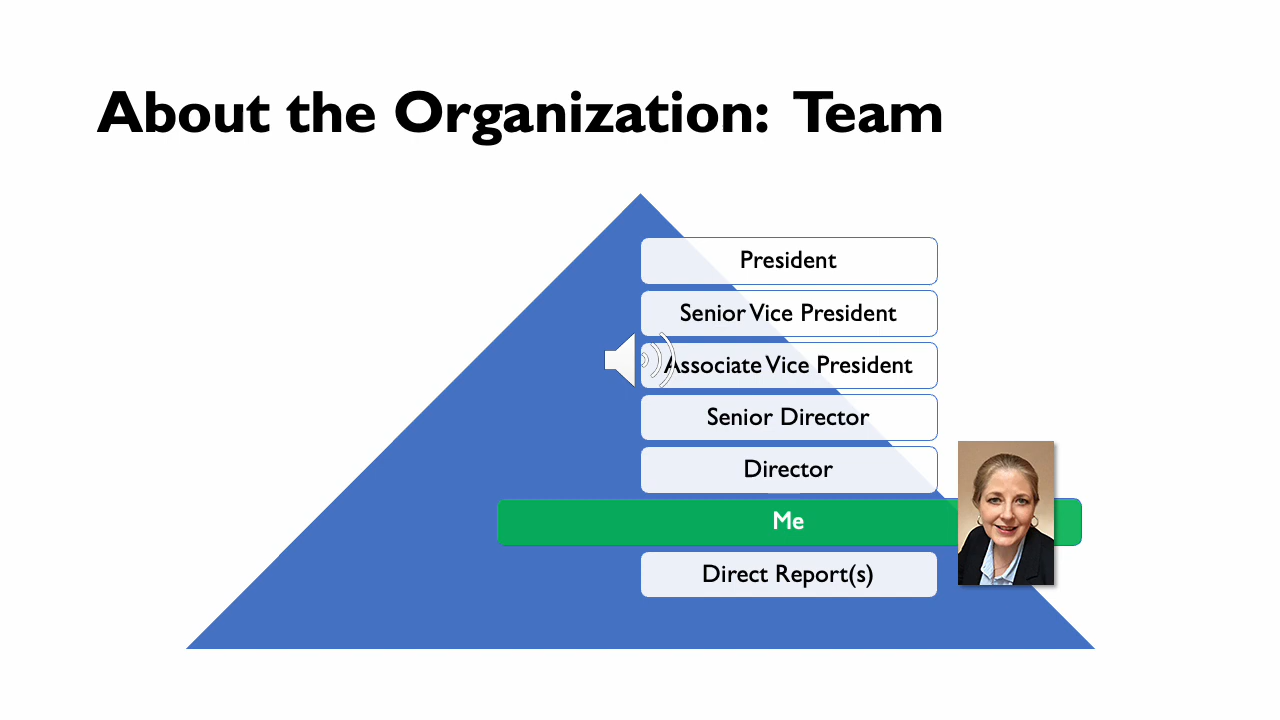 About the Organization: Team
President
Senior Vice President
Associate Vice President
Senior Director
Director
Me
Direct Report(s)